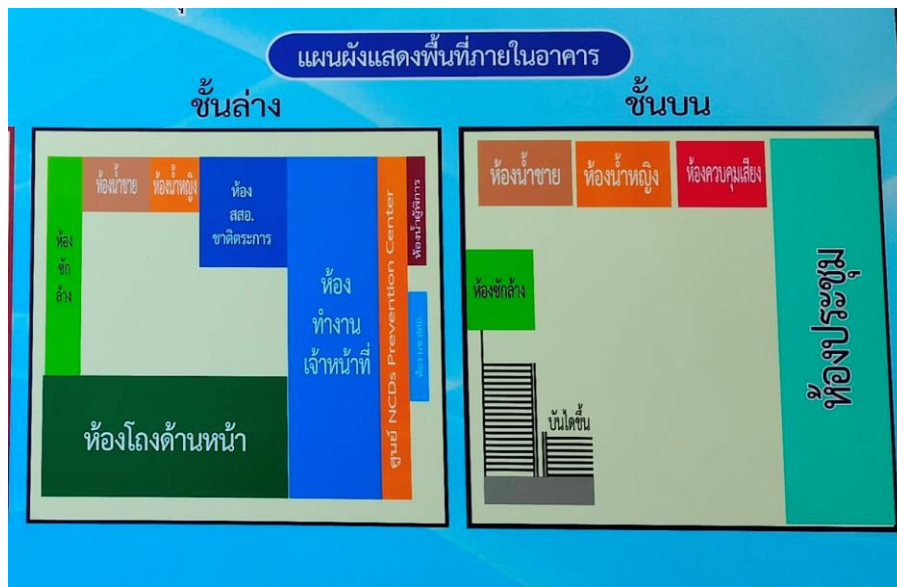 แผนผังแสดงพื้นที่ภายในอาคาร
ชั้นล่าง
ห้องน้ำชาย
ห้องน้ำหญิง
ห้อง
สสอ.
ชาติตระการ
ห้อง
ซัก
ล้าง
ห้อง
ทำงาน
เจ้าหน้าที่
ศูนย์ NCDs Prevention Center
ห้องน้ำผู้พิการ
ห้องโถงด้านหน้า
ชั้นบน
ห้องน้ำชาย
ห้องน้ำหญิง
ห้องควบคุมเสียง
ห้องซักล้าง
บันไดขึ้น
ห้องประชุม